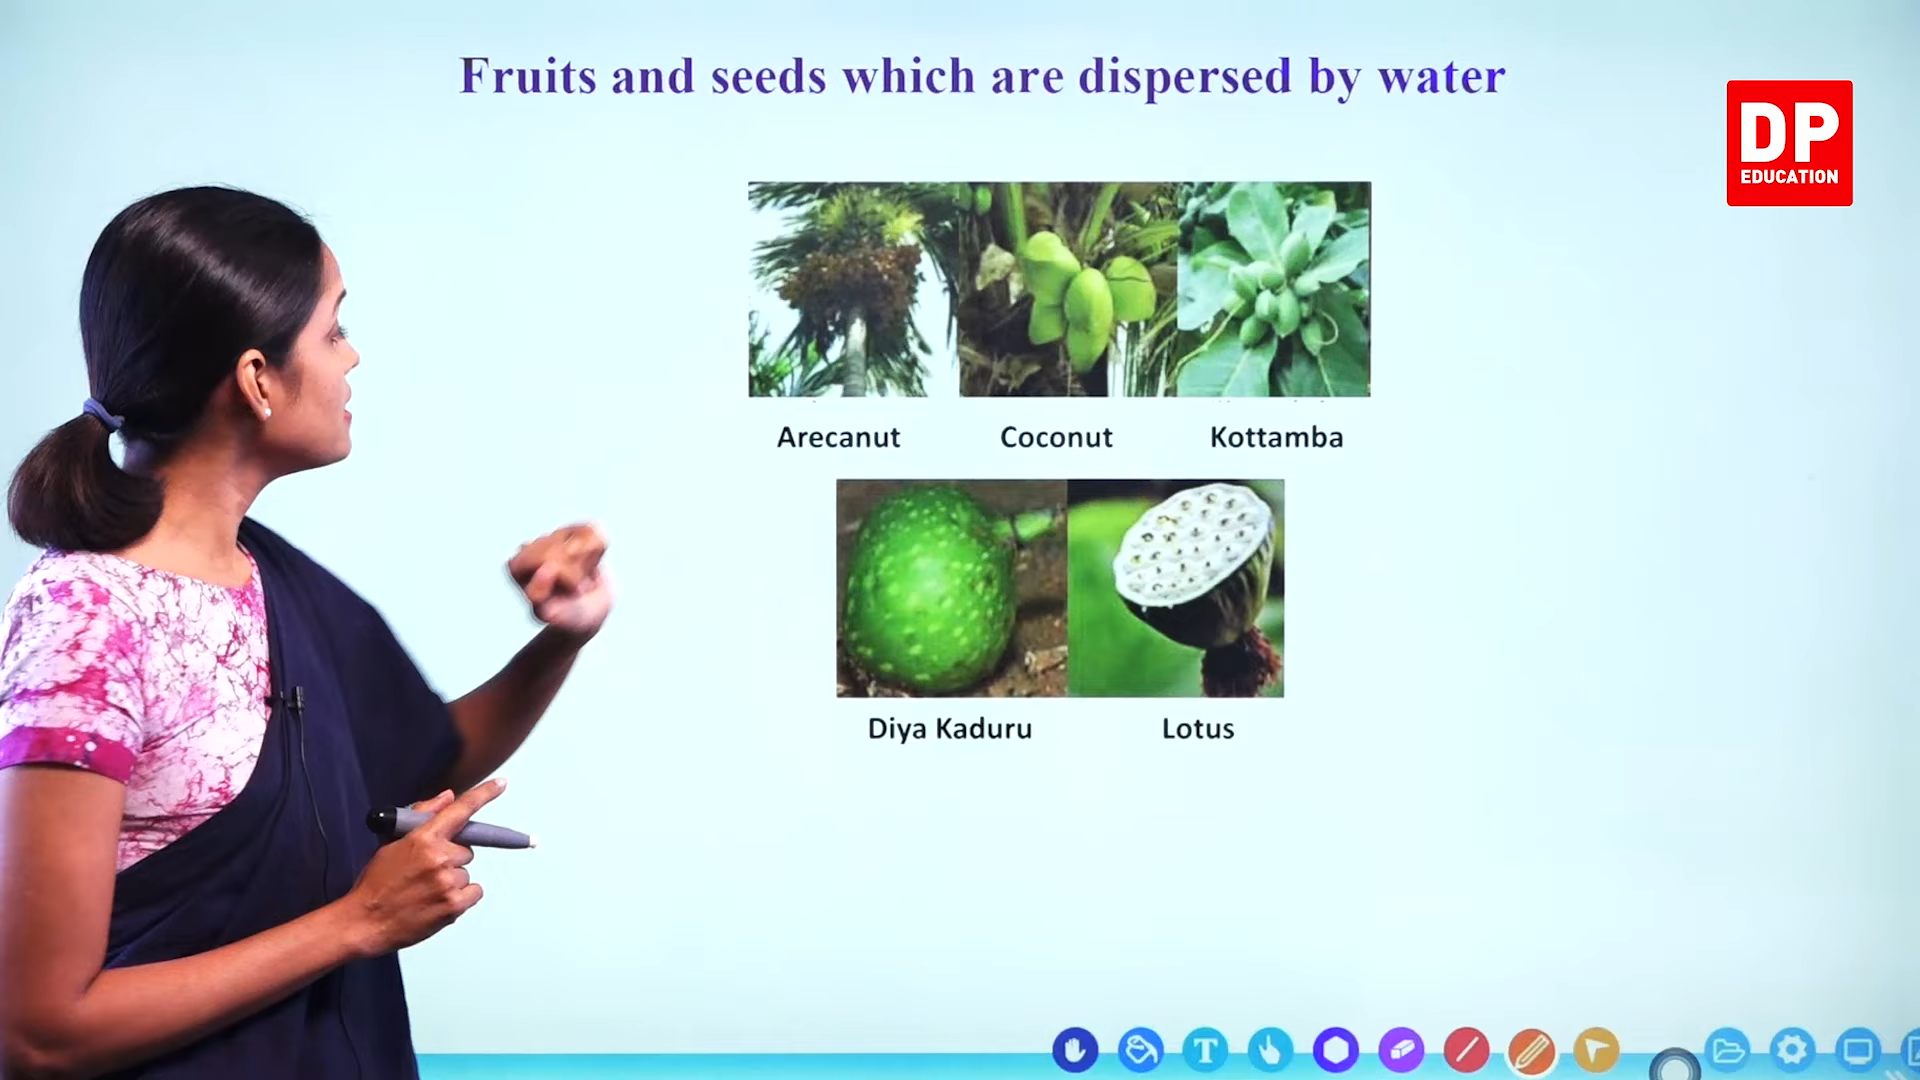 Fruits and seeds which are dispersed by water
DP
EDUCATION
Arecanut Coconut Kottamba
Diya Kaduru Lotus
T